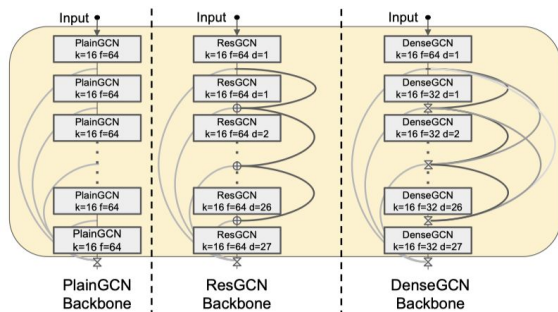 Input
PlainGCN
k=16 f=64
PlainGCN
k=16 f=64
PlainGCN
k=16 f=64
PlainGCN
k=16 f=64
PlainGCN
k=16 f=64
PlainGCN
Backbone
Input
ResGCN
k=16 f=64 d=1
ResGCN
k=16 f=64 d=1
ResGCN
k=16 f=64 d=2
ResGCN
k=16 f=64 d=26
ResGCN
k=16 f=64 d=27
ResGCN
Backbone
Input
DenseGCN
k=16 f=64 d=1
DenseGCN
k=16 f=32 d=1
DenseGCN
k=16 f=32 d=2
DenseGCN
k=16 f=32 d=26
DenseGCN
k=16 f=32 d=27
DenseGCN
Backbone